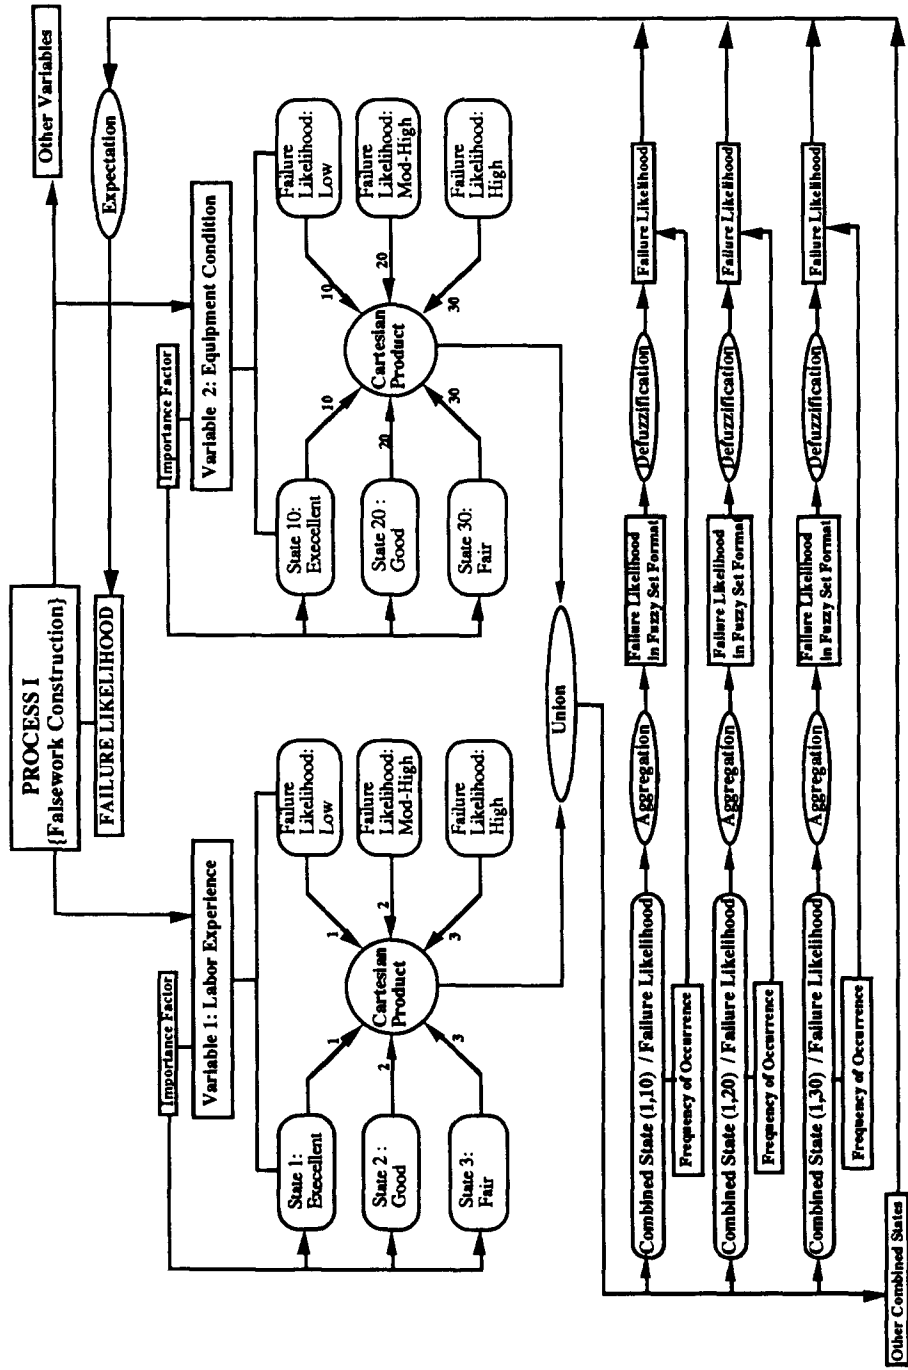 PROCESS I
{Falsework Construction}
FAILURE LIKELIHOOD
Other Variables
Expectation
Importance Factor
Variable 1: Labor Experience
State 1:
Execellent
State 2 :
Good
State 3:
Fair
1
2
3
Cartesian
Product
1
2
3
Failure
Likelihood:
Low
Failure
Likelihood:
Mod-High
Failure
Likelihood:
High
Importance Factor
Variable 2: Equipment Condition
State 10:
Execellent
State 20 :
Good
State 30:
Fair
10
20
30
Cartesian
Product
10
20
30
Failure
Likelihood:
Low
Failure
Likelihood:
Mod-High
Failure
Likelihood:
High
Union
Combined State (1,10) / Failure Likelihood
Aggregation
Failure Likelihood
in Fuzzy Set Format
Defuzzification
Failure Likelihood
Frequency of Occurrence
Combined State (1,20) / Failure Likelihood
Aggregation
Failure Likelihood
in Fuzzy Set Format
Defuzzification
Failure Likelihood
Frequency of Occurrence
Combined State (1,30) / Failure Likelihood
Aggregation
Failure Likelihood
in Fuzzy Set Format
Defuzzification
Failure Likelihood
Frequency of Occurrence
Other Combined States